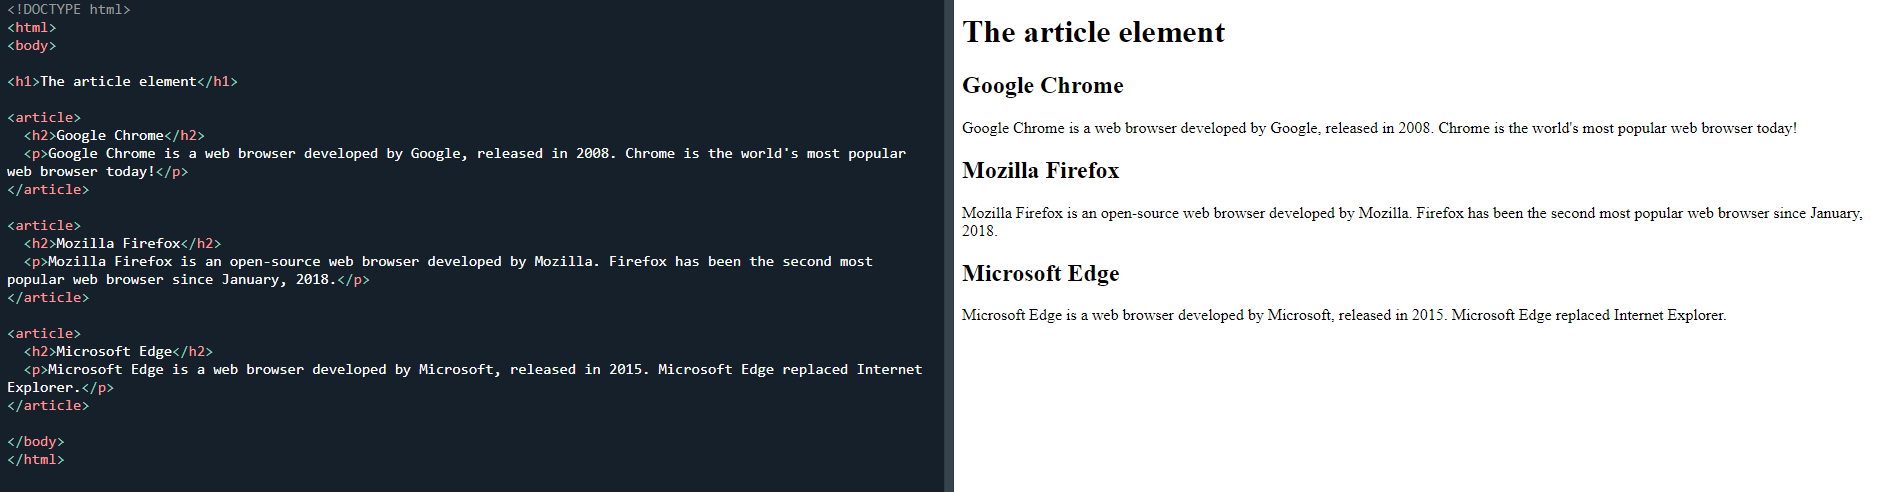 <!DOCTYPE html>
<html>
<body>
<h1>The article element</h1>
<article>
<h2>Google Chrome</h2>
<p>Google Chrome is a web browser developed by Google, released in 2008. Chrome is the world's most popular
web browser today!</p>
</article>
<article>
<h2>Mozilla Firefox</h2>
<p>Mozilla Firefox is an open-source web browser developed by Mozilla. Firefox has been the second most
popular web browser since January, 2018.</p>
</article>
<article>
<h2>Microsoft Edge</h2>
<p>Microsoft Edge is a web browser developed by Microsoft, released in 2015. Microsoft Edge replaced Internet
Explorer.</p>
</article>
</body>
</html>
The article element
Google Chrome
Google Chrome is a web browser developed by Google, released in 2008. Chrome is the world's most popular web browser today!
Mozilla Firefox
Mozilla Firefox is an open-source web browser developed by Mozilla. Firefox has been the second most popular web browser since January,
2018.
Microsoft Edge
Microsoft Edge is a web browser developed by Microsoft, released in 2015. Microsoft Edge replaced Internet Explorer.